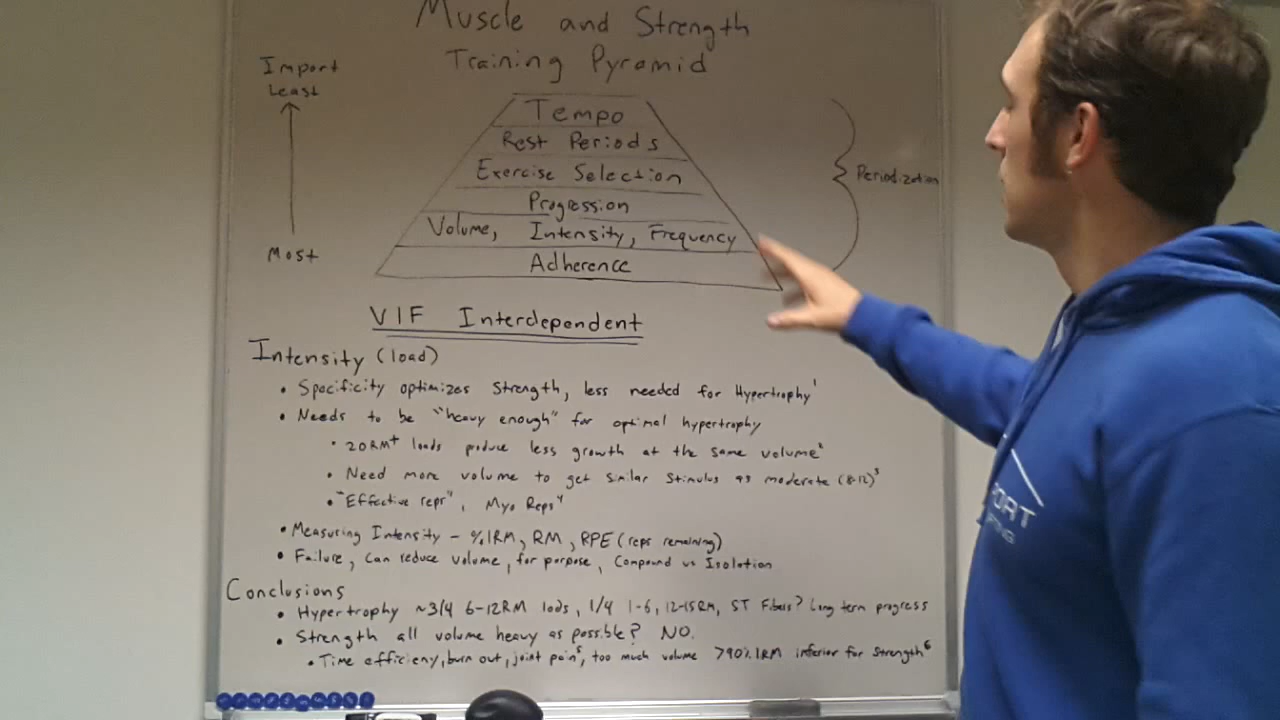 Muscle and Strength
Training Pyramid
Import
Least
Most
Tempo
Rest Periods
Exercise Selection
Progression
Volume, Intensity, Frequency
Adherence
Periodization
VIF Interdependent
Intensity (load)
• Specificity optimizes Strength, less needed for Hypertrophy¹
• Needs to be "heavy enough" for optimal hypertrophy
• 20RM+ loads produce less growth at the same volume²
• Need more volume to get similar stimulus as moderate (8-12)³
• "Effective reps", Myo Reps⁴
• Measuring Intensity - %1RM, RM, RPE (reps remaining)
• Failure, can reduce volume, for purpose, Compound vs Isolation
Conclusions
• Hypertrophy ~3/4 6-12RM lods, 1/4 1-6, 12-15RM, ST Fibers? Long term progress
• Strength all volume heavy as possible? NO.
• Time efficieny, burn out, joint pain⁵, too much volume >90%1RM inferior for strength⁶